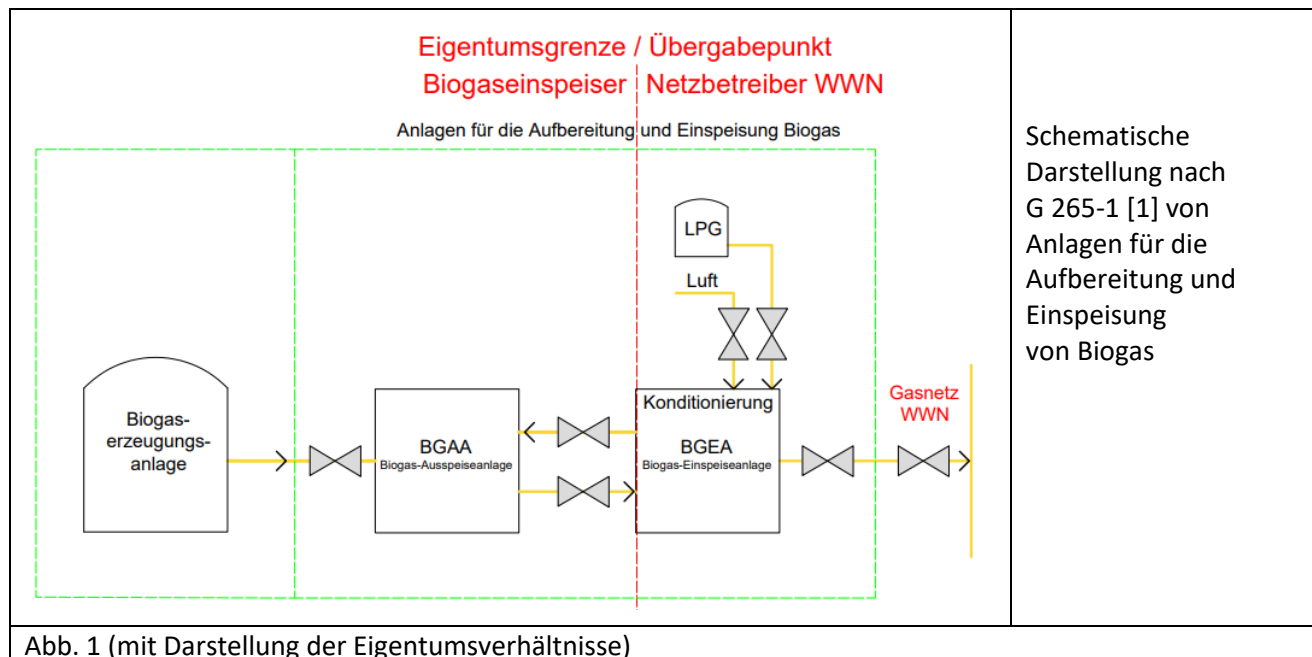 Eigentumsgrenze / Übergabepunkt
Biogaseinspeiser Netzbetreiber WWN
Anlagen für die Aufbereitung und Einspeisung Biogas
LPG
Luft
Biogas-
erzeugungs-
anlage
BGAA
Biogas-Ausspeiseanlage
Konditionierung
BGEA
Biogas-Einspeiseanlage
Gasnetz
WWN
Schematische
Darstellung nach
G 265-1 [1] von
Anlagen für die
Aufbereitung und
Einspeisung
von Biogas
Abb. 1 (mit Darstellung der Eigentumsverhältnisse)